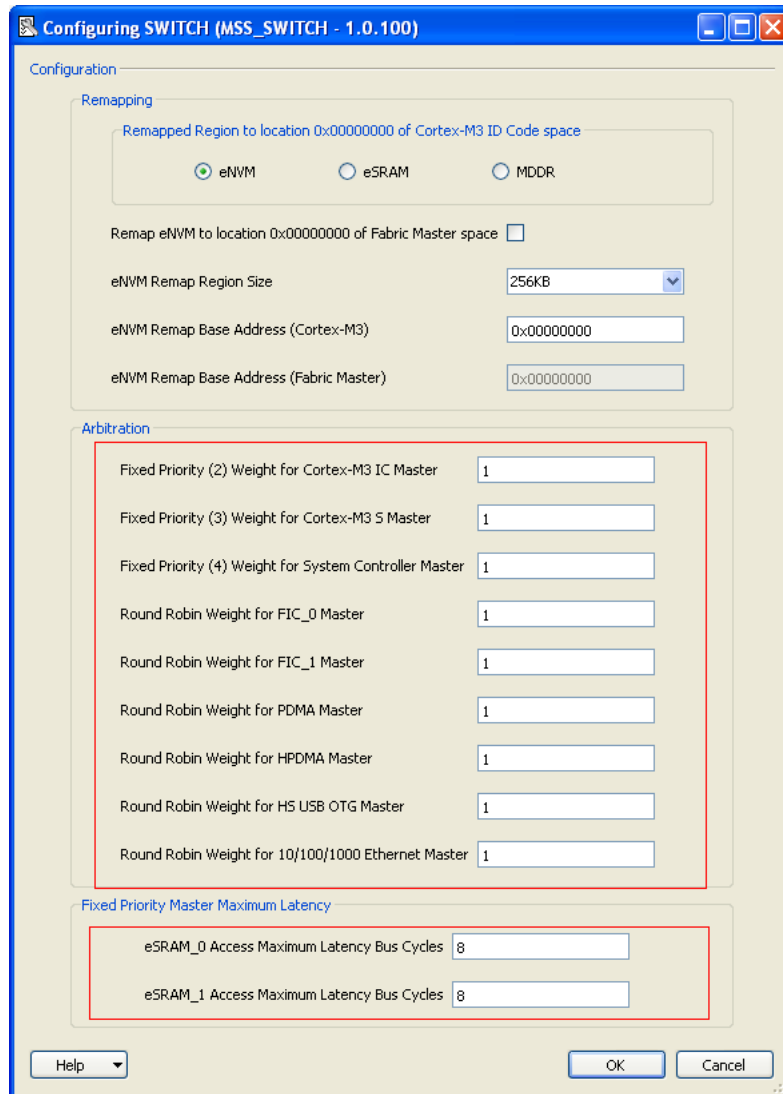 Configuring SWITCH (MSS_SWITCH - 1.0.100)
Configuration
Remapping
Remapped Region to location 0x00000000 of Cortex-M3 ID Code space
eNVM eSRAM MDDR
Remap eNVM to location 0x00000000 of Fabric Master space
eNVM Remap Region Size 256KB
eNVM Remap Base Address (Cortex-M3) 0x00000000
eNVM Remap Base Address (Fabric Master) 0x00000000
Arbitration
Fixed Priority (2) Weight for Cortex-M3 IC Master 1
Fixed Priority (3) Weight for Cortex-M3 S Master 1
Fixed Priority (4) Weight for System Controller Master 1
Round Robin Weight for FIC_0 Master 1
Round Robin Weight for FIC_1 Master 1
Round Robin Weight for PDMA Master 1
Round Robin Weight for HPDMA Master 1
Round Robin Weight for HS USB OTG Master 1
Round Robin Weight for 10/100/1000 Ethernet Master 1
Fixed Priority Master Maximum Latency
eSRAM_0 Access Maximum Latency Bus Cycles 8
eSRAM_1 Access Maximum Latency Bus Cycles 8
Help OK Cancel